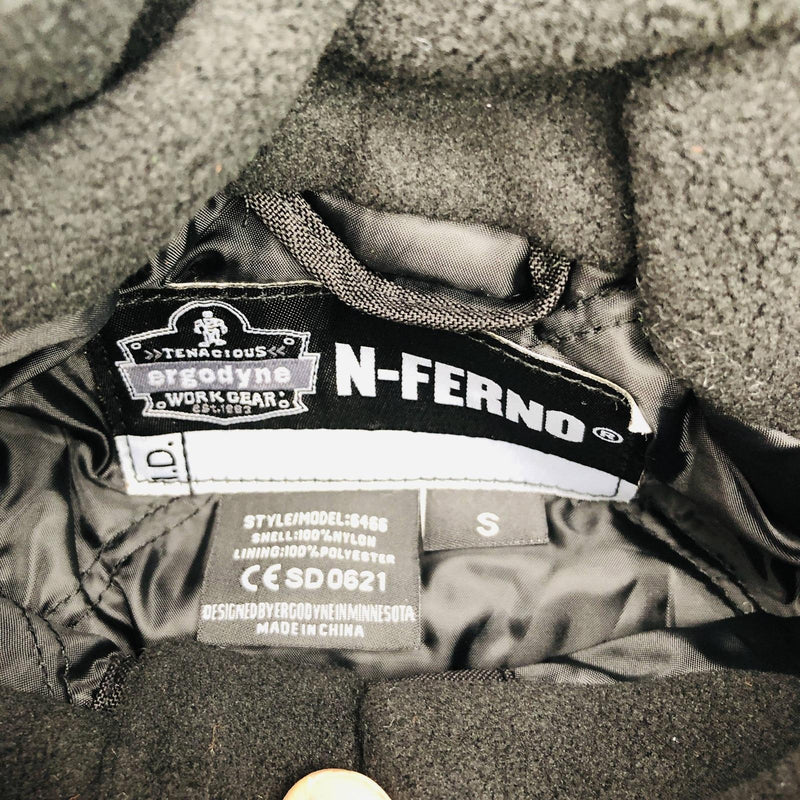 >>TENACIOUS<<
ergodyne
WORK GEAR
EST. 1983
N-FERNO®
I.D.
STYLE/MODEL:6466
SHELL:100%NYLON
LINING:100%POLYESTER
CE SD0621
DESIGNED BY ERGODYNE IN MINNESOTA
MADE IN CHINA
S